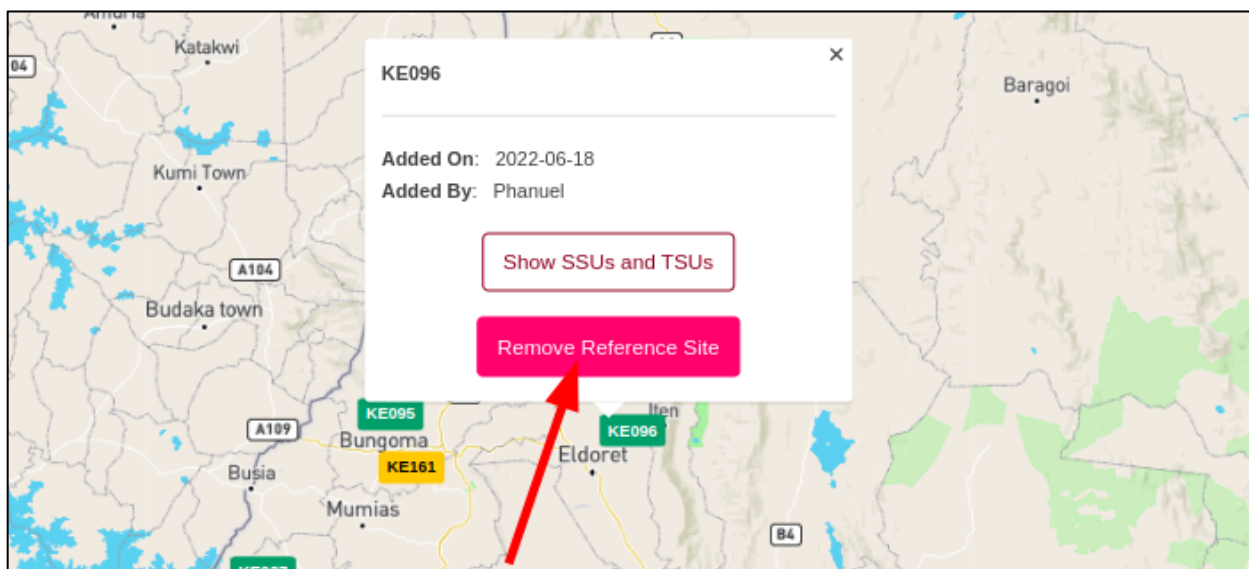 Katakwi
04
KE096
Baragoi
Added On: 2022-06-18
Kumi Town
Added By: Phanuel
Show SSUs and TSUs
A104
Budaka town
Remove Reference Site
KE095
Iten
A109
KE096
Bungoma
Eldoret
KE161
Busia
Mumias
B4